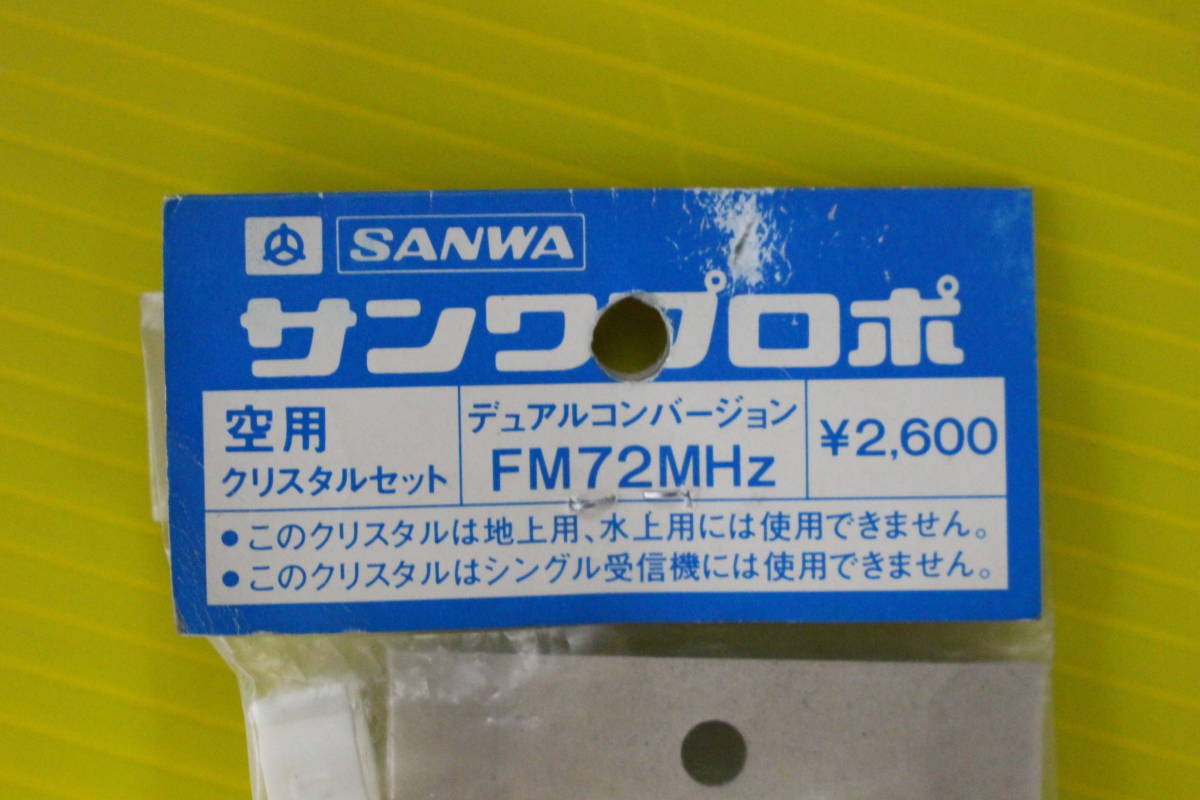 SANWA
サンワプロポ
空用
クリスタルセット
デュアルコンバージョン
FM72MHz
¥2,600
●このクリスタルは地上用、水上用には使用できません。
●このクリスタルはシングル受信機には使用できません。